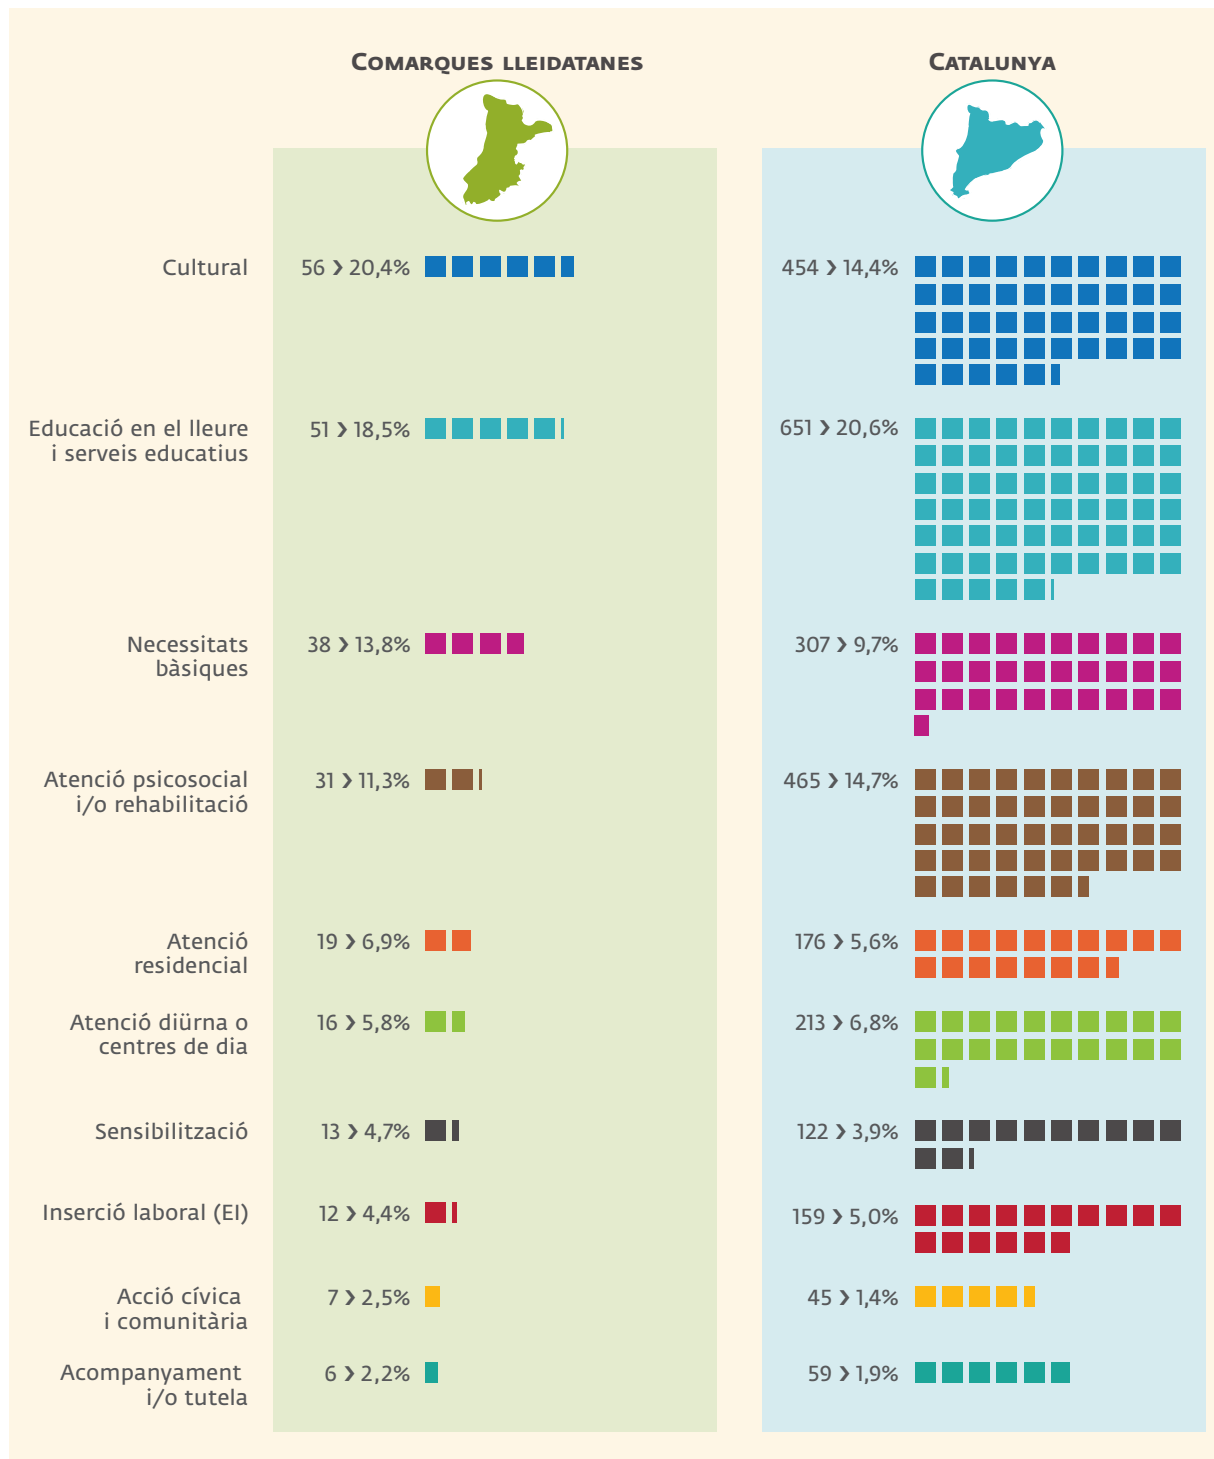 Comarques lleidatanes
Catalunya
Cultural
56 › 20,4%
454 › 14,4%
Educació en el lleure
i serveis educatius
51 › 18,5%
651 › 20,6%
Necessitats
bàsiques
38 › 13,8%
307 › 9,7%
Atenció psicosocial
i/o rehabilitació
31 › 11,3%
465 › 14,7%
Atenció
residencial
19 › 6,9%
176 › 5,6%
Atenció diürna o
centres de dia
16 › 5,8%
213 › 6,8%
Sensibilització
13 › 4,7%
122 › 3,9%
Inserció laboral (EI)
12 › 4,4%
159 › 5,0%
Acció cívica
i comunitària
7 › 2,5%
45 › 1,4%
Acompanyament
i/o tutela
6 › 2,2%
59 › 1,9%